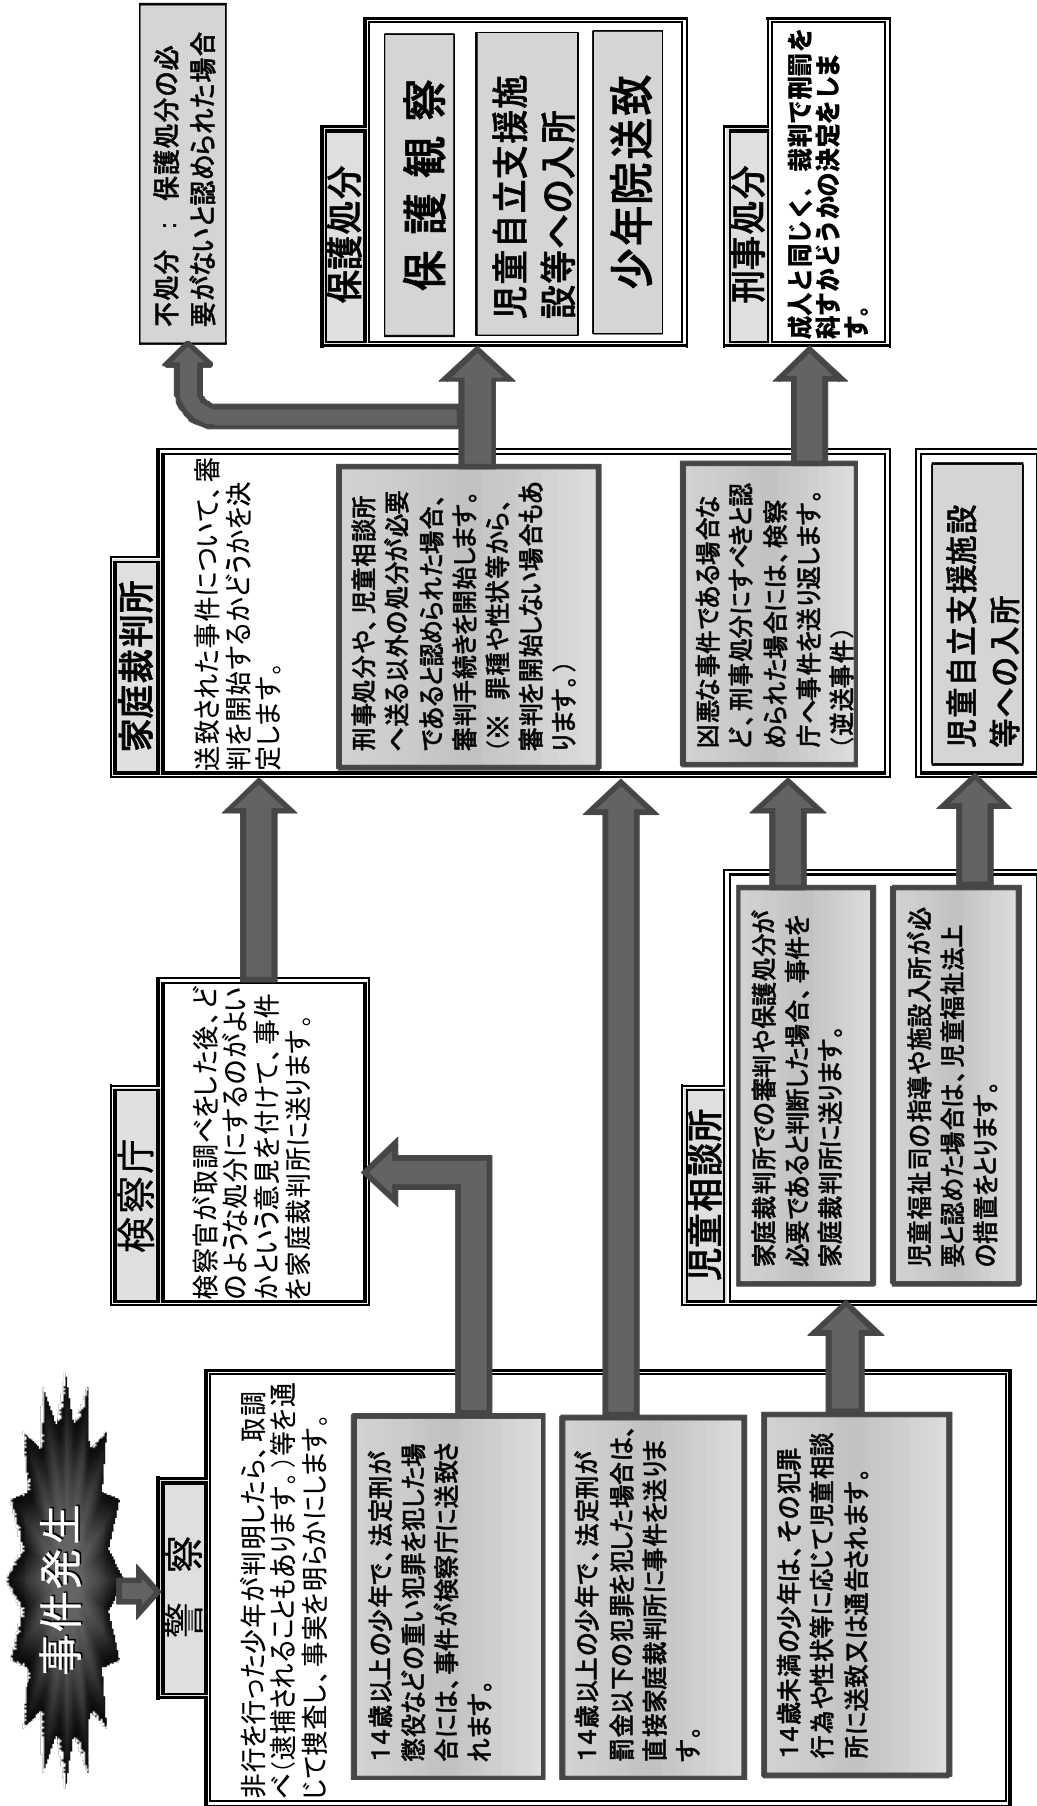 事件発生
警　察
非行を行った少年が判明したら、取調
べ（逮捕されることもあります。）等を通
じて捜査し、事実を明らかにします。
１４歳以上の少年で、法定刑が
懲役などの重い犯罪を犯した場
合には、事件が検察庁に送致さ
れます。
１４歳以上の少年で、法定刑が
罰金以下の犯罪を犯した場合は、
直接家庭裁判所に事件を送りま
す。
１４歳未満の少年は、その犯罪
行為や性状等に応じて児童相談
所に送致又は通告されます。
検察庁
検察官が取調べをした後、ど
のような処分にするのがよい
かという意見を付けて、事件
を家庭裁判所に送ります。
児童相談所
家庭裁判所での審判や保護処分が
必要であると判断した場合、事件を
家庭裁判所に送ります。
児童福祉司の指導や施設入所が必
要と認めた場合は、児童福祉法上
の措置をとります。
家庭裁判所
送致された事件について、審
判を開始するかどうかを決
定します。
刑事処分や、児童相談所
へ送る以外の処分が必要
であると認められた場合、
審判手続きを開始します。
（※　罪種や性状等から、
審判を開始しない場合もあ
ります。）
凶悪な事件である場合な
ど、刑事処分にすべきと認
められた場合には、検察
庁へ事件を送り返します。
（逆送事件）
児童自立支援施設
等への入所
不処分　：　保護処分の必
要がないと認められた場合
保護処分
保 護 観 察
児童自立支援施
設等への入所
少年院送致
刑事処分
成人と同じく、裁判で刑罰を
科すかどうかの決定をしま
す。